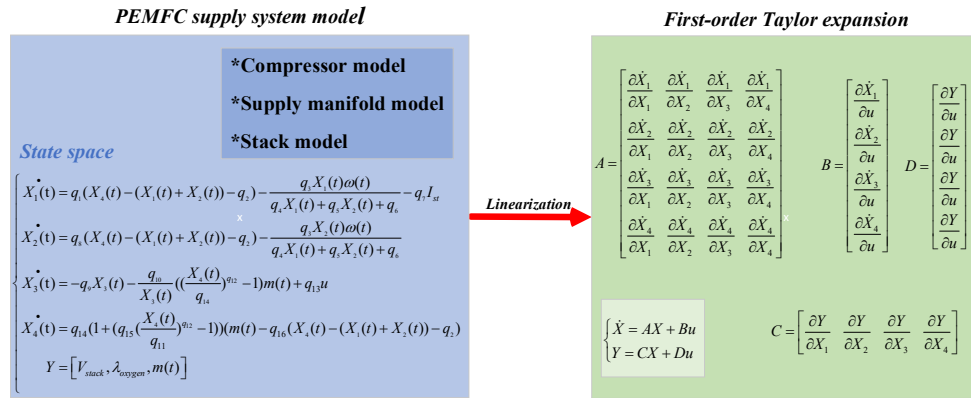 PEMFC supply system model
First-order Taylor expansion
*Compressor model
*Supply manifold model
*Stack model
State space
Ẋ₁(t) = q₁(X₄(t) − (X₁(t) + X₂(t)) − q₂) − q₃X₁(t)ω(t) / (q₄X₁(t) + q₅X₂(t) + q₆) − q₇I_st
Ẋ₂(t) = q₈(X₄(t) − (X₁(t) + X₂(t)) − q₂) − q₃X₂(t)ω(t) / (q₄X₁(t) + q₅X₂(t) + q₆)
Ẋ₃(t) = −q₉X₃(t) − q₁₀/X₃(t) ((X₄(t)/q₁₄)^q₁₂ − 1)m(t) + q₁₃u
Ẋ₄(t) = q₁₄(1 + (q₁₅(X₄(t)/q₁₁)^q₁₂ − 1))(m(t) − q₁₆(X₄(t) − (X₁(t) + X₂(t)) − q₂)
Y = [V_stack, λ_oxygen, m(t)]
x
Linearization
A = [∂Ẋ₁/∂X₁ ∂Ẋ₁/∂X₂ ∂Ẋ₁/∂X₃ ∂Ẋ₁/∂X₄
∂Ẋ₂/∂X₁ ∂Ẋ₂/∂X₂ ∂Ẋ₂/∂X₃ ∂Ẋ₂/∂X₄
∂Ẋ₃/∂X₁ ∂Ẋ₃/∂X₂ ∂Ẋ₃/∂X₃ ∂Ẋ₃/∂X₄
∂Ẋ₄/∂X₁ ∂Ẋ₄/∂X₂ ∂Ẋ₄/∂X₃ ∂Ẋ₄/∂X₄]
x
B = [∂Ẋ₁/∂u
∂Ẋ₂/∂u
∂Ẋ₃/∂u
∂Ẋ₄/∂u]
D = [∂Y/∂u
∂Y/∂u
∂Y/∂u
∂Y/∂u]
Ẋ = AX + Bu
Y = CX + Du
C = [∂Y/∂X₁ ∂Y/∂X₂ ∂Y/∂X₃ ∂Y/∂X₄]